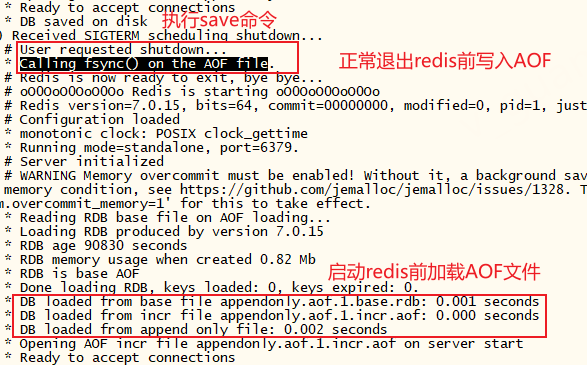 * Ready to accept connections
* DB saved on disk 执行save命令
) Received SIGTERM scheduling shutdown...
# User requested shutdown...
* Calling fsync() on the AOF file.
正常退出redis前写入AOF
# Redis is now ready to exit, bye bye...
# oO0OoO0OoO0Oo Redis is starting oO0OoO0OoO0Oo
# Redis version=7.0.15, bits=64, commit=00000000, modified=0, pid=1, just
# Configuration loaded
* monotonic clock: POSIX clock_gettime
* Running mode=standalone, port=6379.
# Server initialized
# WARNING Memory overcommit must be enabled! Without it, a background sav
memory condition, see https://github.com/jemalloc/jemalloc/issues/1328. T
m.overcommit_memory=1' for this to take effect.
* Reading RDB base file on AOF loading...
* Loading RDB produced by version 7.0.15
* RDB age 90830 seconds
* RDB memory usage when created 0.82 Mb
* RDB is base AOF
启动redis前加载AOF文件
* Done loading RDB, keys loaded: 0, keys expired: 0.
* DB loaded from base file appendonly.aof.1.base.rdb: 0.001 seconds
* DB loaded from incr file appendonly.aof.1.incr.aof: 0.000 seconds
* DB loaded from append only file: 0.002 seconds
* Opening AOF incr file appendonly.aof.1.incr.aof on server start
* Ready to accept connections